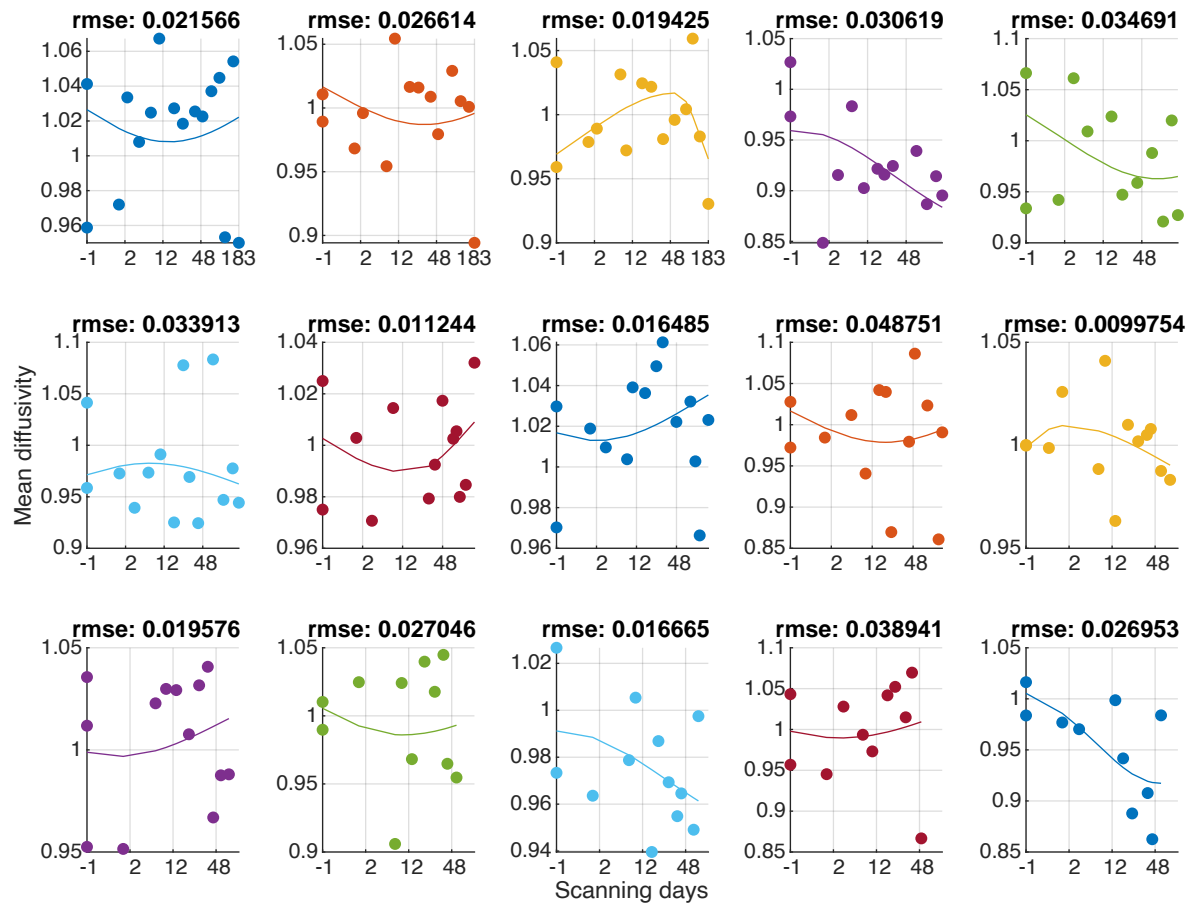 rmse: 0.021566 rmse: 0.026614 rmse: 0.019425 rmse: 0.030619 rmse: 0.034691
1.06 1.04 1.02 1 0.98 0.96
1.05 1 0.95 0.9
1.05 1 0.95 0.9
1.05 1 0.95 0.9 0.85
1.1 1.05 1 0.95 0.9
-1 2 12 48 183
-1 2 12 48 183
-1 2 12 48 183
-1 2 12 48
-1 2 12 48
rmse: 0.033913 rmse: 0.011244 rmse: 0.016485 rmse: 0.048751 rmse: 0.0099754
Mean diffusivity
1.1 1.05 1 0.95 0.9
1.04 1.02 1 0.98 0.96
1.06 1.04 1.02 1 0.98 0.96
1.1 1.05 1 0.95 0.9 0.85
1.05 1 0.95
-1 2 12 48
-1 2 12 48
-1 2 12 48
-1 2 12 48
-1 2 12 48
rmse: 0.019576 rmse: 0.027046 rmse: 0.016665 rmse: 0.038941 rmse: 0.026953
1.05 1 0.95
1.05 1 0.95 0.9
1.02 1 0.98 0.96 0.94
1.1 1.05 1 0.95 0.9 0.85
1.05 1 0.95 0.9 0.85
-1 2 12 48
-1 2 12 48
-1 2 12 48
-1 2 12 48
-1 2 12 48
Scanning days